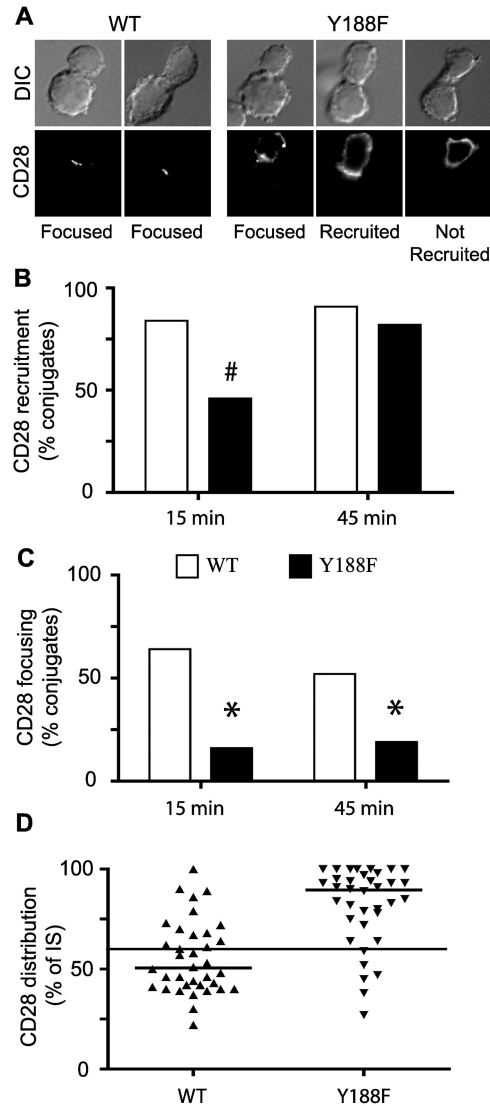 A
WT Y188F
DIC
CD28
Focused Focused Focused Recruited Not
Recruited
B
CD28 recruitment
(% conjugates)
100
50
0
#
15 min 45 min
C
WT Y188F
CD28 focusing
(% conjugates)
100
50
0
* *
15 min 45 min
D
CD28 distribution
(% of IS)
100
50
0
WT Y188F